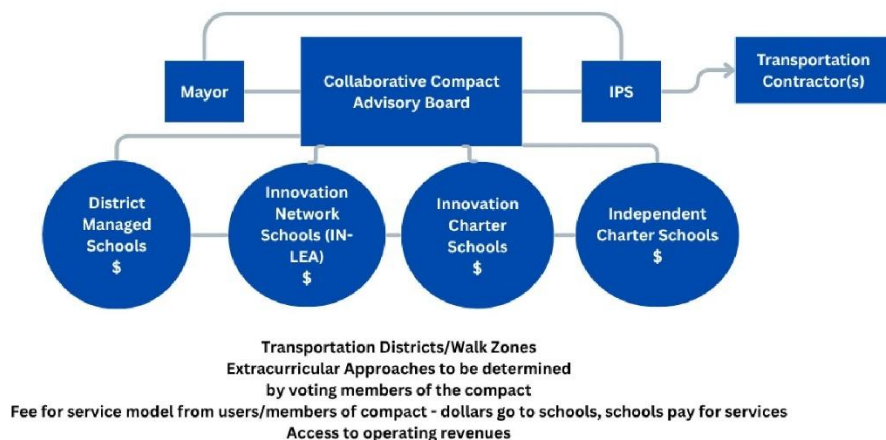 Mayor
Collaborative Compact
Advisory Board
IPS
Transportation
Contractor(s)
District
Managed
Schools
$
Innovation
Network
Schools (IN-
LEA)
$
Innovation
Charter
Schools
$
Independent
Charter Schools
$
Transportation Districts/Walk Zones
Extracurricular Approaches to be determined
by voting members of the compact
Fee for service model from users/members of compact - dollars go to schools, schools pay for services
Access to operating revenues